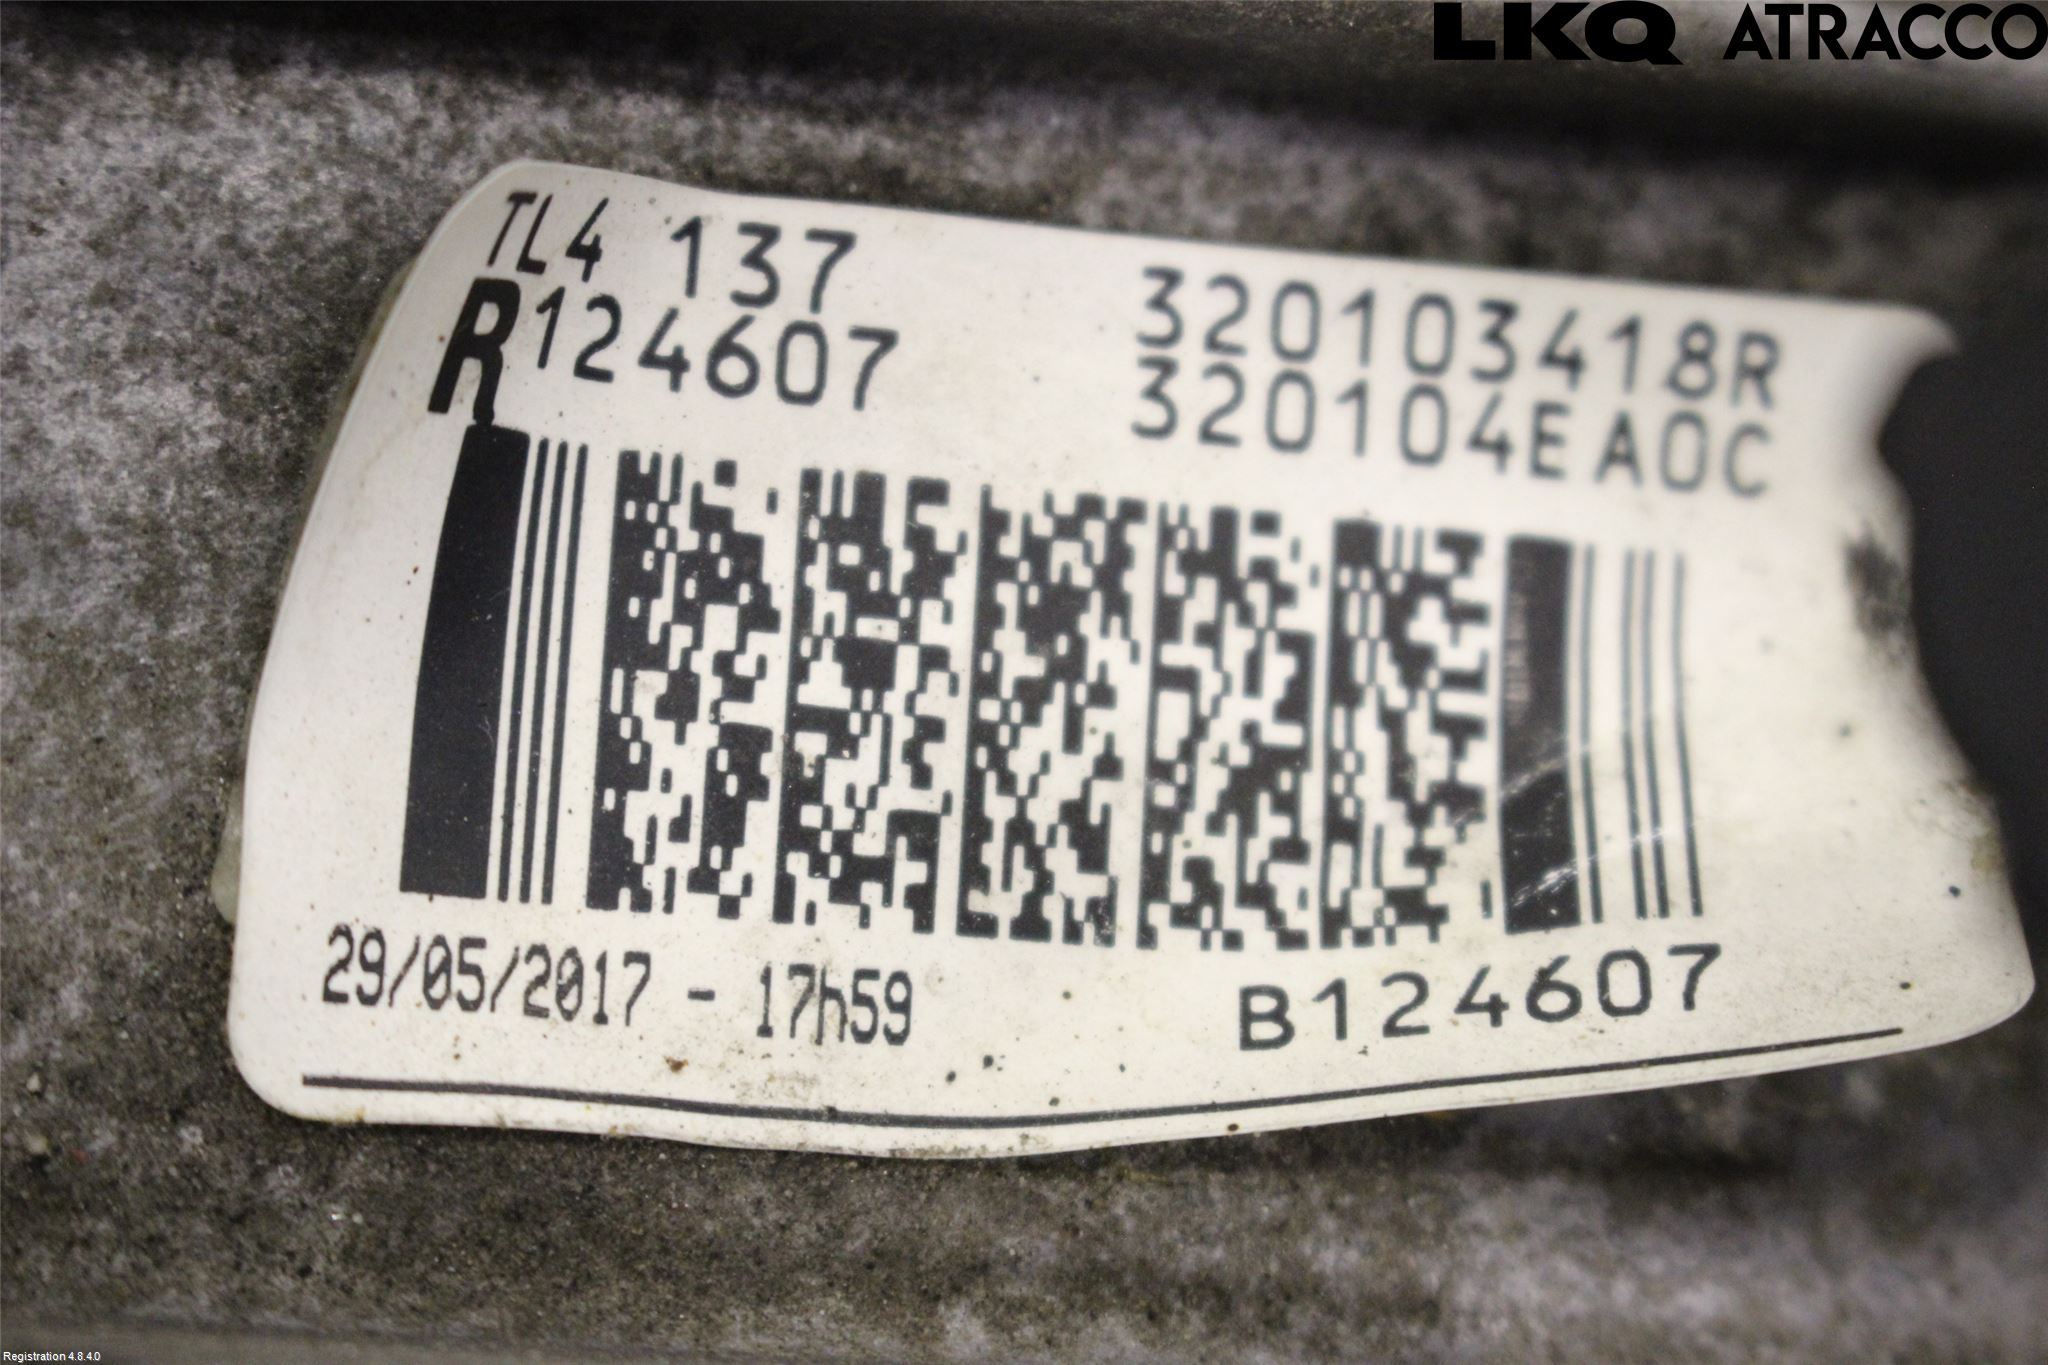 LKQ ATRACCO
TL4 137
R124607
320103418R
320104EA0C
29/05/2017 - 17h59
B124607
Registration 4.8.4.0